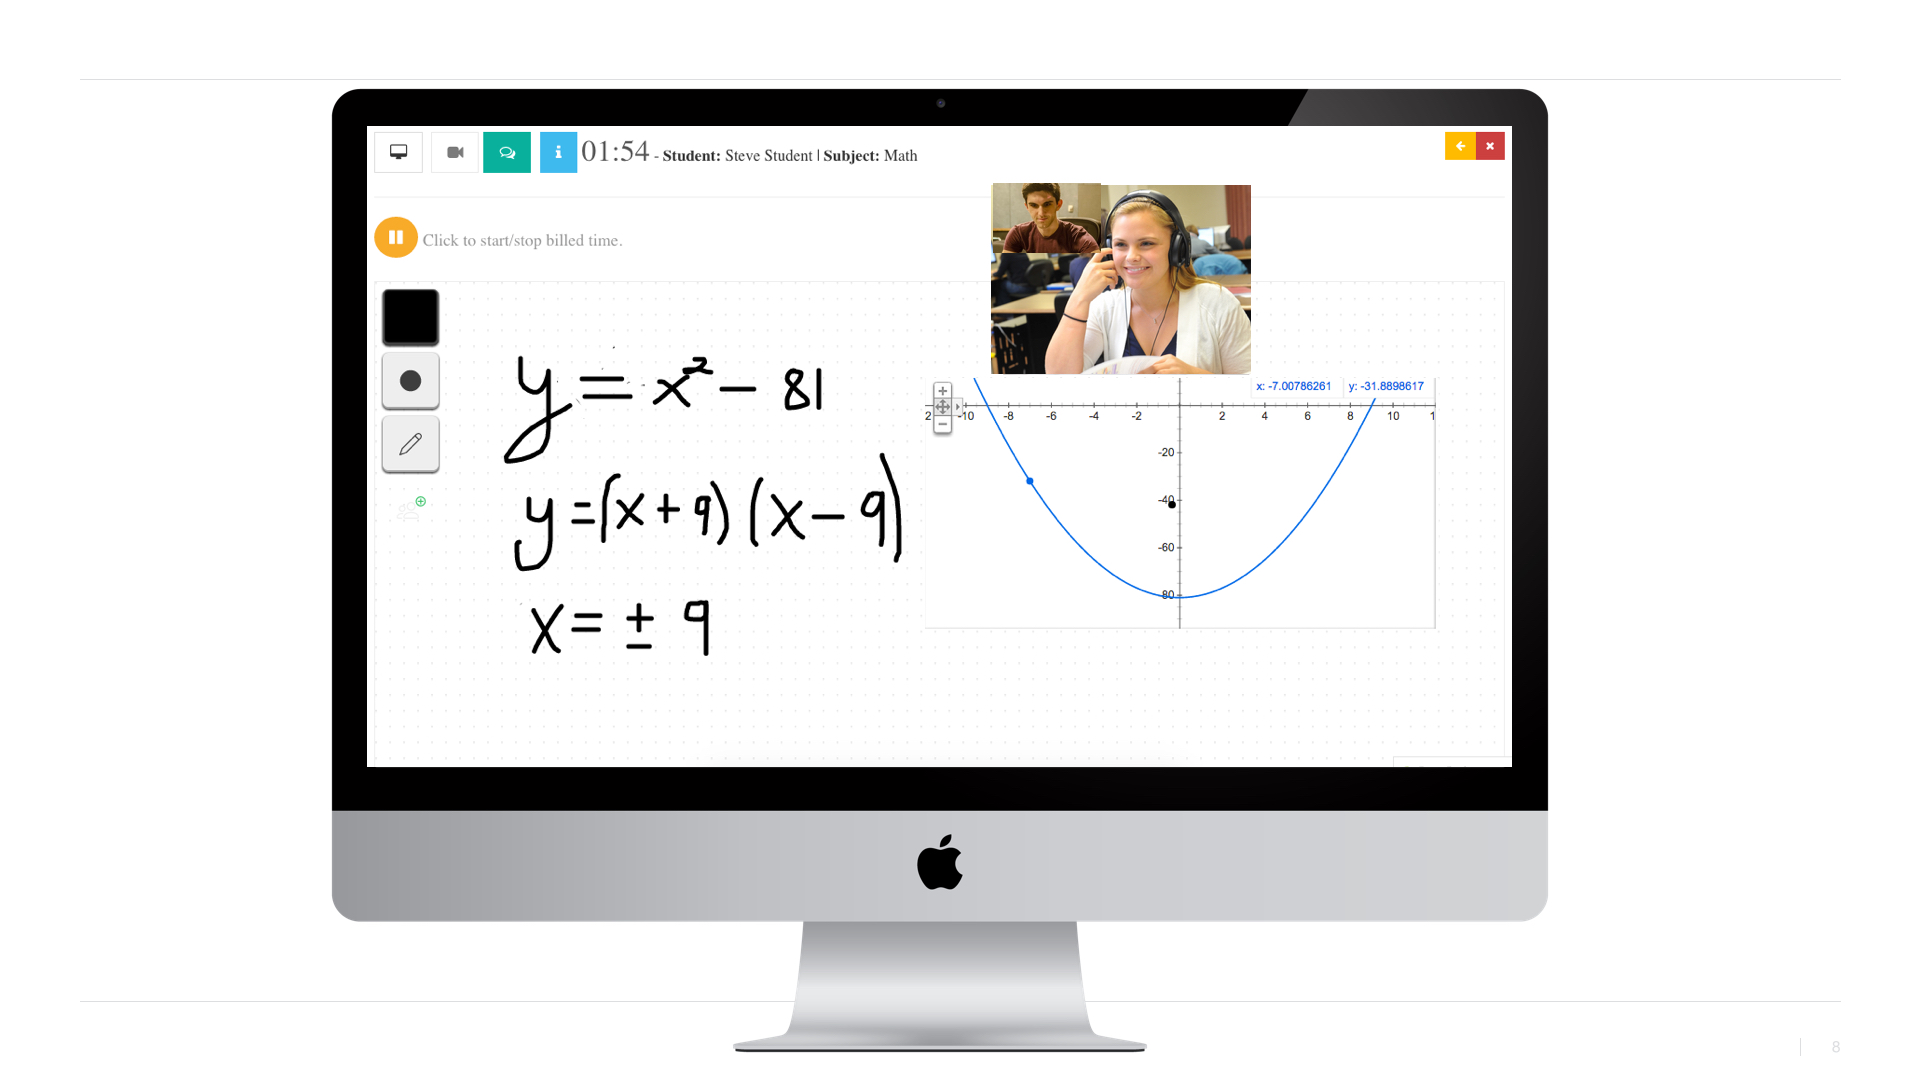 01:54 - Student: Steve Student | Subject: Math
Click to start/stop billed time.
y = x² - 81
y = (x + 9) (x - 9)
x = ± 9
x: -7.00786261 y: -31.8898617
2 -10 -8 -6 -4 -2 2 4 6 8 10 1
-20
-40
-60
-80
8